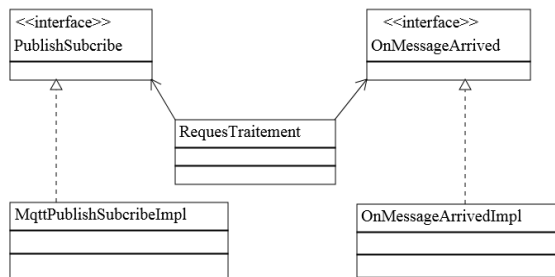 <<interface>>
PublishSubcribe
<<interface>>
OnMessageArrived
RequesTraitement
MqttPublishSubcribeImpl
OnMessageArrivedImpl